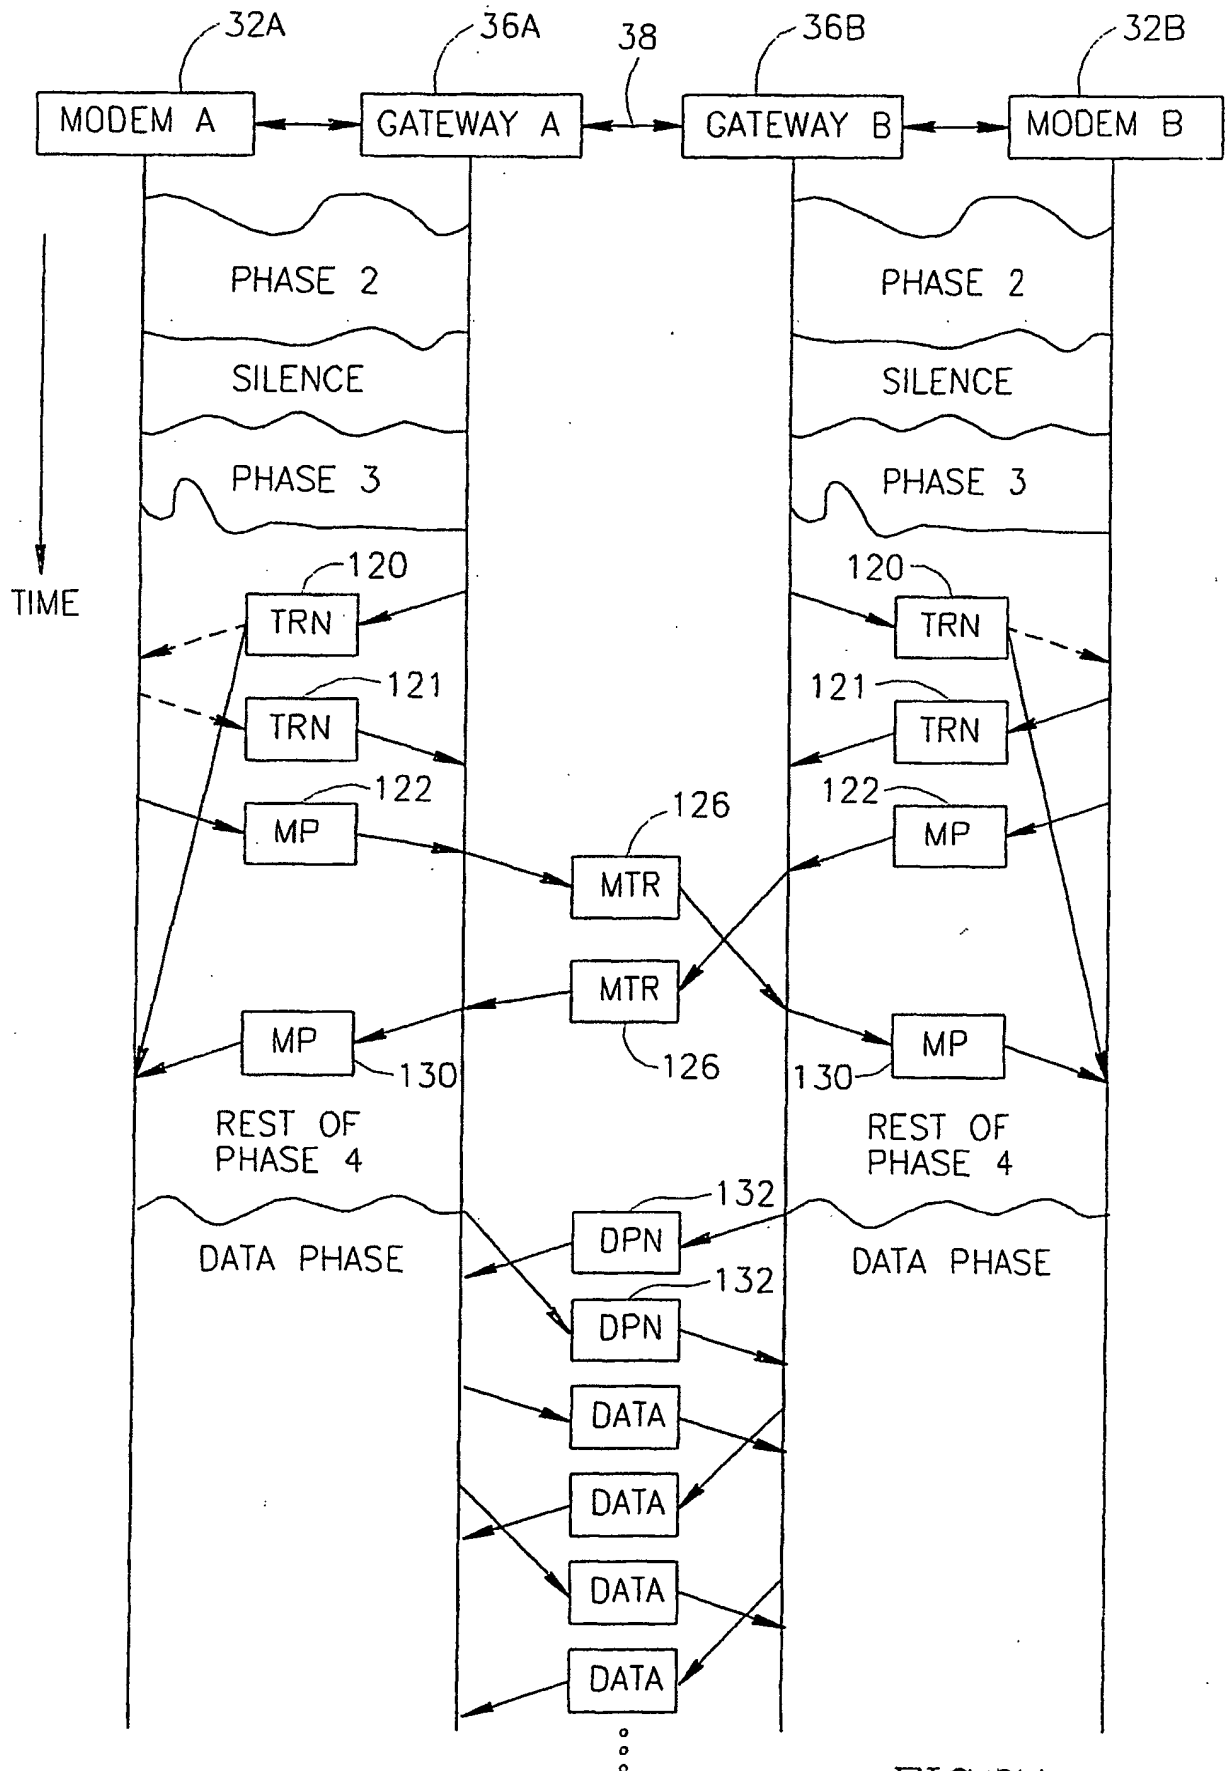 32A 36A 38 36B 32B
MODEM A GATEWAY A GATEWAY B MODEM B
PHASE 2 PHASE 2
SILENCE SILENCE
PHASE 3 PHASE 3
TIME
120 120
TRN TRN
121 121
TRN TRN
122 126 122
MP MTR MP
MTR
MP MP
130 126 130
REST OF REST OF
PHASE 4 PHASE 4
132
DATA PHASE DPN DATA PHASE
132
DPN
DATA
DATA
DATA
DATA